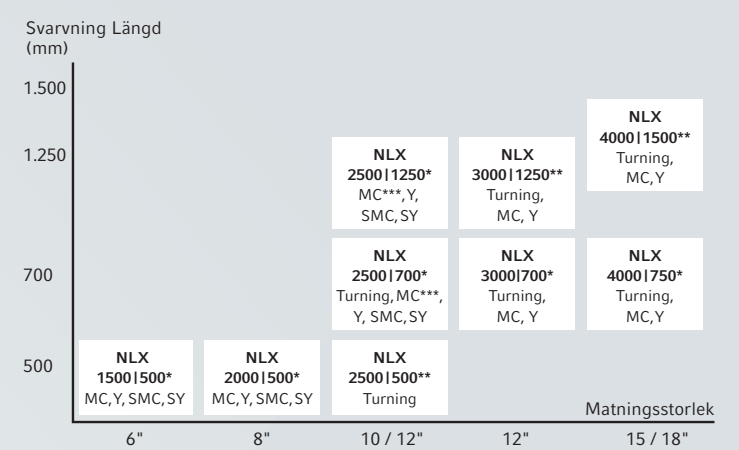 Svarvning Längd
(mm)
1.500
1.250
700
500
NLX
4000|1500**
Turning,
MC,Y
NLX
2500|1250*
MC***,Y,
SMC,SY
NLX
3000|1250**
Turning,
MC, Y
NLX
2500|700*
Turning,MC***,
Y, SMC,SY
NLX
3000|700*
Turning,
MC, Y
NLX
4000|750*
Turning,
MC,Y
NLX
1500|500*
MC,Y, SMC,SY
NLX
2000|500*
MC,Y, SMC,SY
NLX
2500|500**
Turning
Matningsstorlek
6"
8"
10 / 12"
12"
15 / 18"